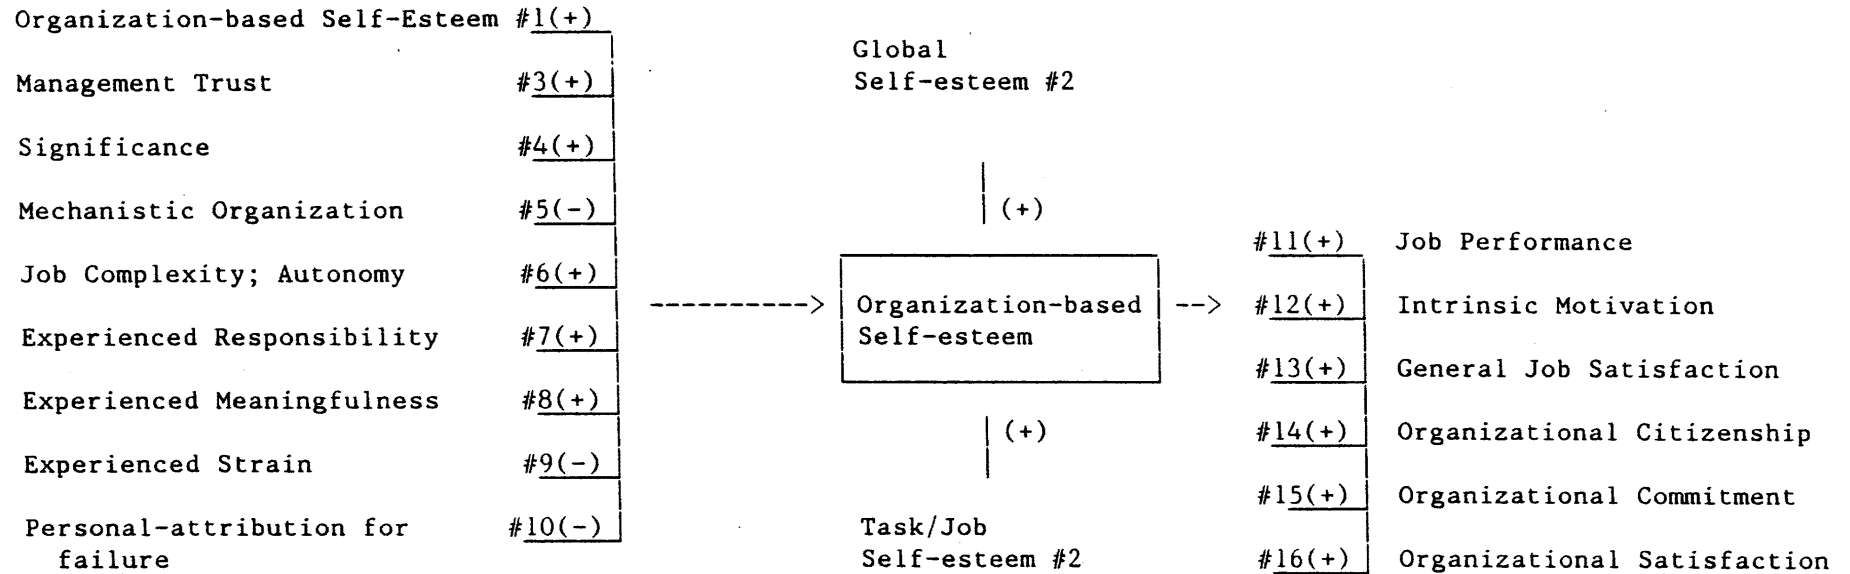 Organization-based Self-Esteem #1(+)
Management Trust #3(+)
Significance #4(+)
Mechanistic Organization #5(-)
Job Complexity; Autonomy #6(+)
Experienced Responsibility #7(+)
Experienced Meaningfulness #8(+)
Experienced Strain #9(-)
Personal-attribution for #10(-)
failure
Global
Self-esteem #2
(+)
---------->
Organization-based
Self-esteem
-->
(+)
Task/Job
Self-esteem #2
#11(+) Job Performance
#12(+) Intrinsic Motivation
#13(+) General Job Satisfaction
#14(+) Organizational Citizenship
#15(+) Organizational Commitment
#16(+) Organizational Satisfaction